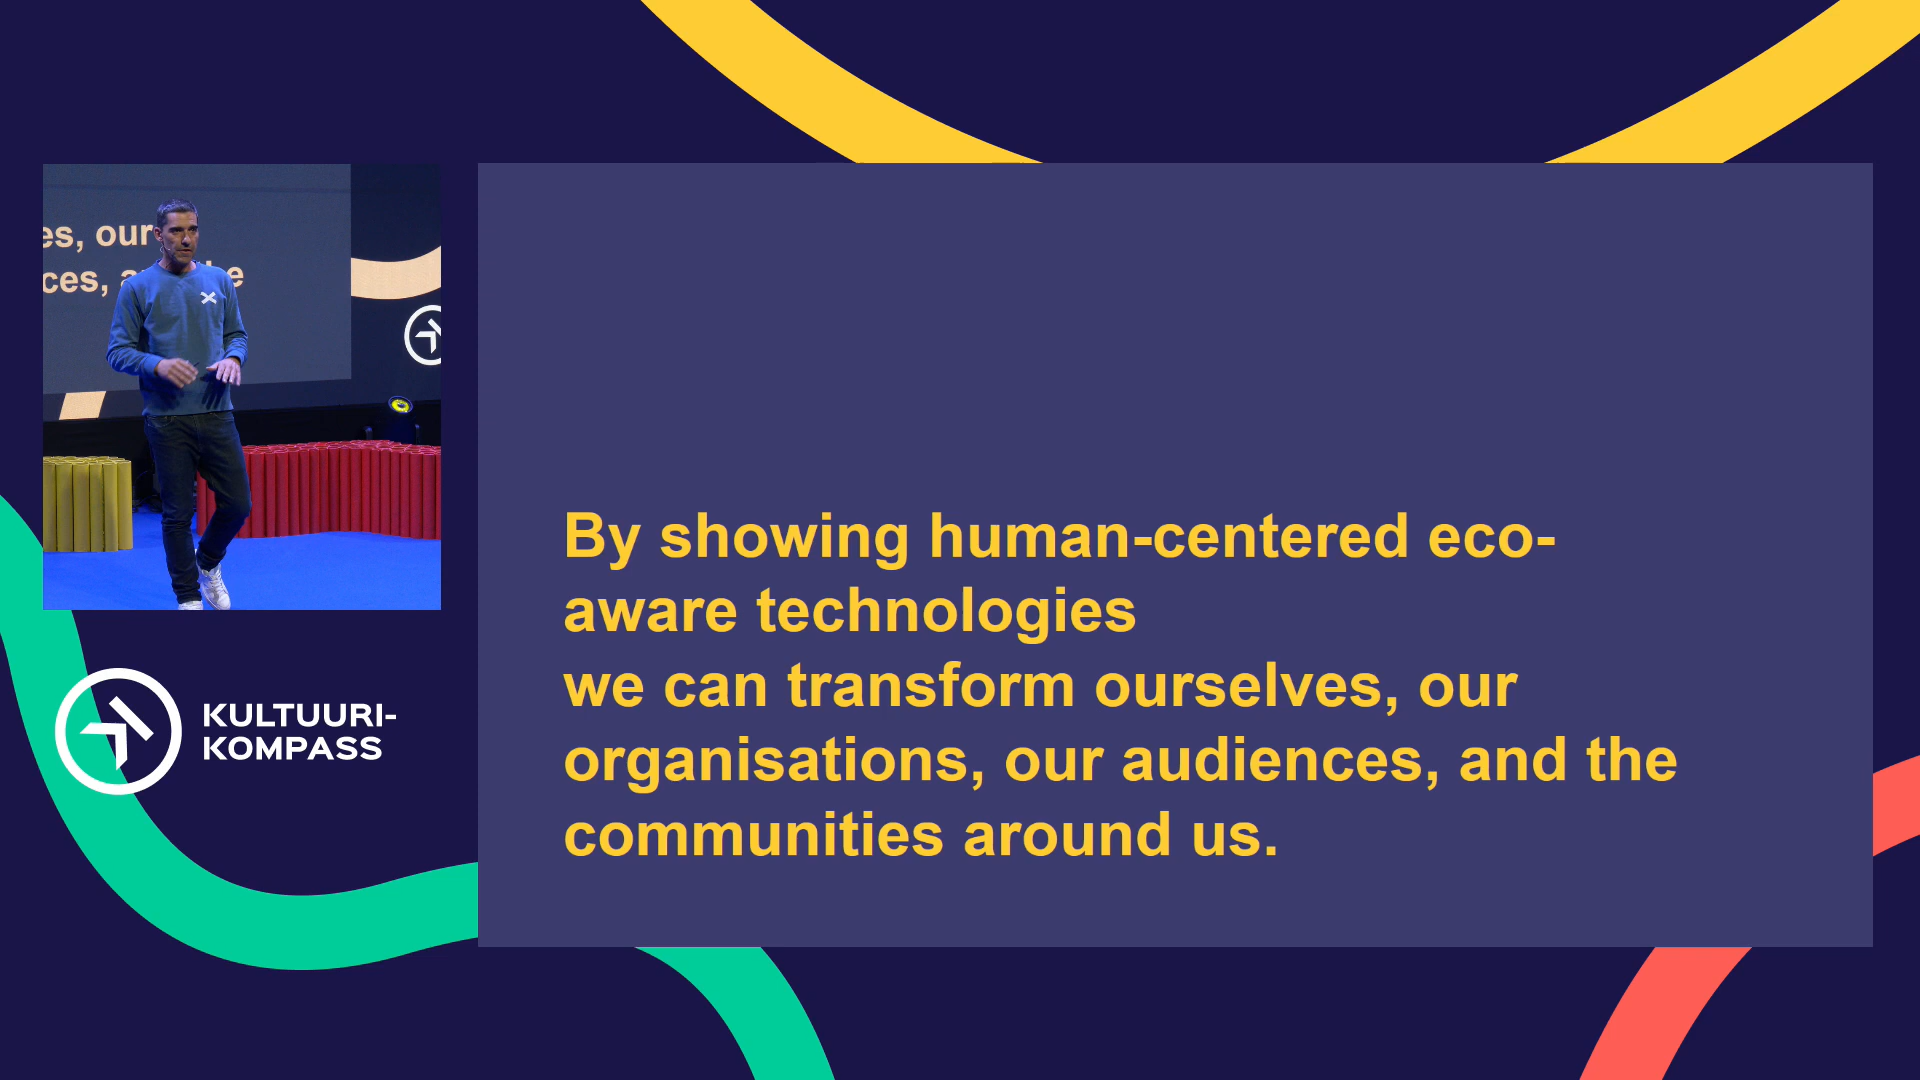 es, our
ces, a
e
KULTUURI-
KOMPASS
By showing human-centered eco-
aware technologies
we can transform ourselves, our
organisations, our audiences, and the
communities around us.